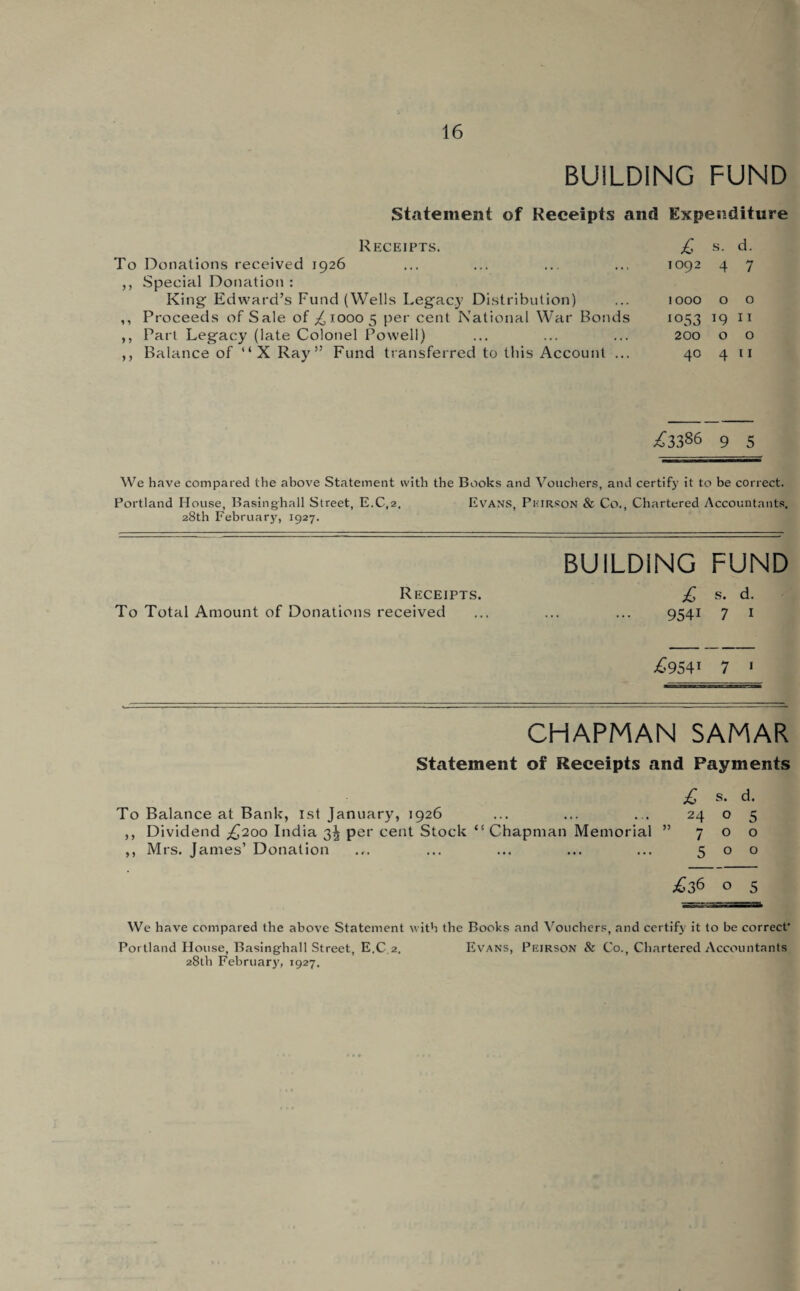 16
BUILDING FUND
Statement of Receipts and Expenditure
RECEIPTS. £ s. d.
To Donations received 1926 ... ... ... ... 1092 4 7
,, Special Donation :
King Edward’s Fund (Wells Legacy Distribution) ... 1000 0 0
,, Proceeds of Sale of £1000 5 per cent National War Bonds 1053 19 11
,, Part Legacy (late Colonel Powell) ... ... ... 200 0 0
,, Balance of “X Ray” Fund transferred to this Account ... 40 4 11
£3386 9 5
We have compared the above Statement with the Books and Vouchers, and certify it to be correct.
Portland House, Basinghall Street, E.C,2. EVANS, PEIRSON & CO., Chartered Accountants.
28th February, 1927.
BUILDING FUND
RECEIPTS. £ s. d.
To Total Amount of Donations received ... ... ... 9541 7 1
£9541 7 1
CHAPMAN SAMAR
Statement of Receipts and Payments
£ s. d.
To Balance at Bank, 1st January, 1926 ... ... ... 24 0 5
,, Dividend £200 India 3½ per cent Stock “Chapman Memorial” 7 0 0
,, Mrs. James’ Donation ... ... ... ... ... 5 0 0
£36 0 5
We have compared the above Statement with the Books and Vouchers, and certify it to be correct'
Portland House, Basinghall Street, E.C.2. EVANS, PEIRSON & CO., Chartered Accountants
28th February, 1927.